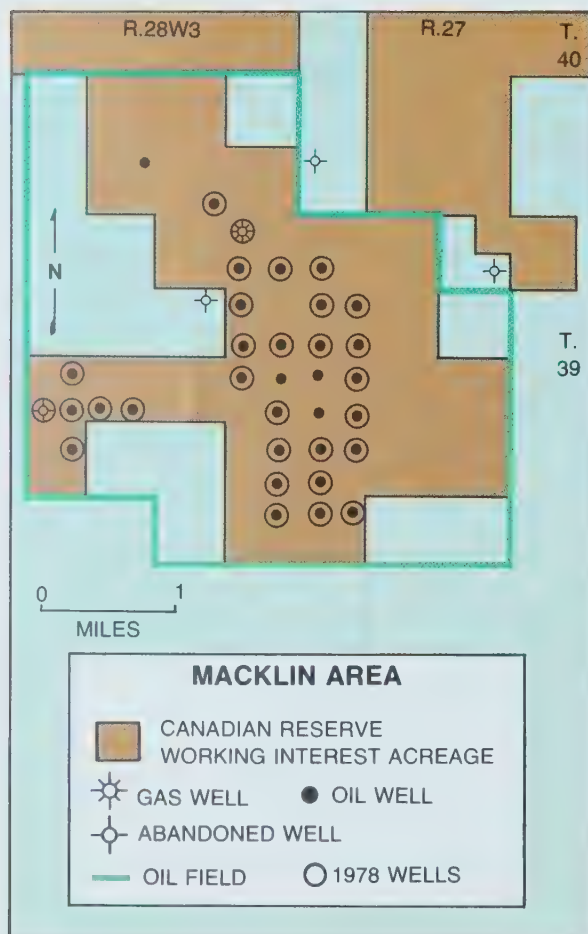 R.28W3 R.27 T.
40
N
T.
39
0 1
MILES
MACKLIN AREA
CANADIAN RESERVE
WORKING INTEREST ACREAGE
GAS WELL OIL WELL
ABANDONED WELL
OIL FIELD 1978 WELLS